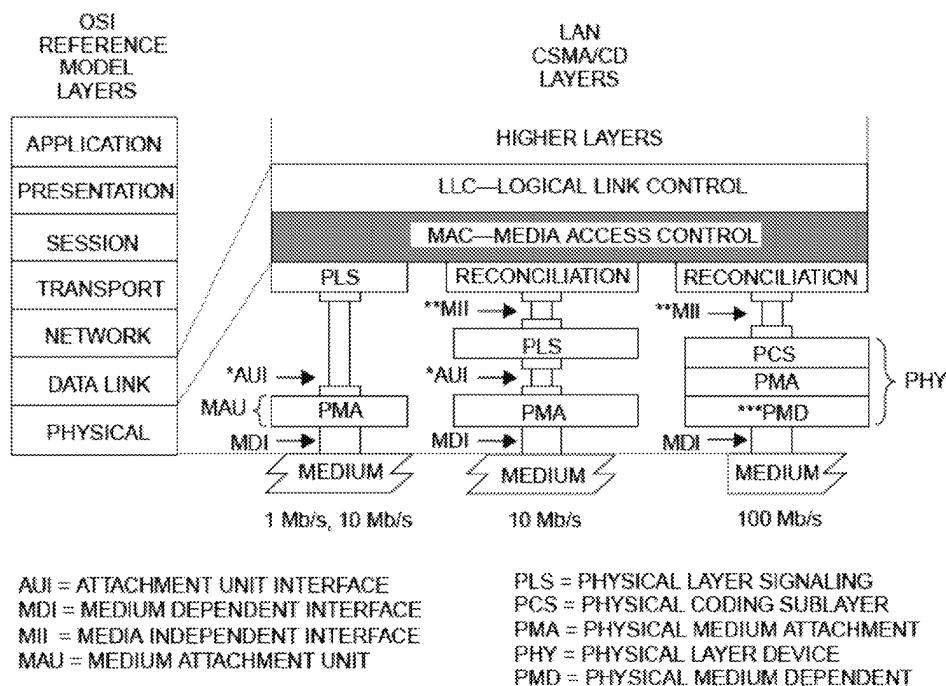 OSI
REFERENCE
MODEL
LAYERS
LAN
CSMA/CD
LAYERS
APPLICATION
PRESENTATION
SESSION
TRANSPORT
NETWORK
DATA LINK
PHYSICAL
HIGHER LAYERS
LLC—LOGICAL LINK CONTROL
MAC—MEDIA ACCESS CONTROL
PLS
RECONCILIATION
RECONCILIATION
**MII
**MII
PLS
PCS
*AUI
*AUI
PMA
PHY
MAU
PMA
PMA
***PMD
MDI
MDI
MDI
MEDIUM
MEDIUM
MEDIUM
1 Mb/s, 10 Mb/s
10 Mb/s
100 Mb/s
AUI = ATTACHMENT UNIT INTERFACE
MDI = MEDIUM DEPENDENT INTERFACE
MII = MEDIA INDEPENDENT INTERFACE
MAU = MEDIUM ATTACHMENT UNIT
PLS = PHYSICAL LAYER SIGNALING
PCS = PHYSICAL CODING SUBLAYER
PMA = PHYSICAL MEDIUM ATTACHMENT
PHY = PHYSICAL LAYER DEVICE
PMD = PHYSICAL MEDIUM DEPENDENT